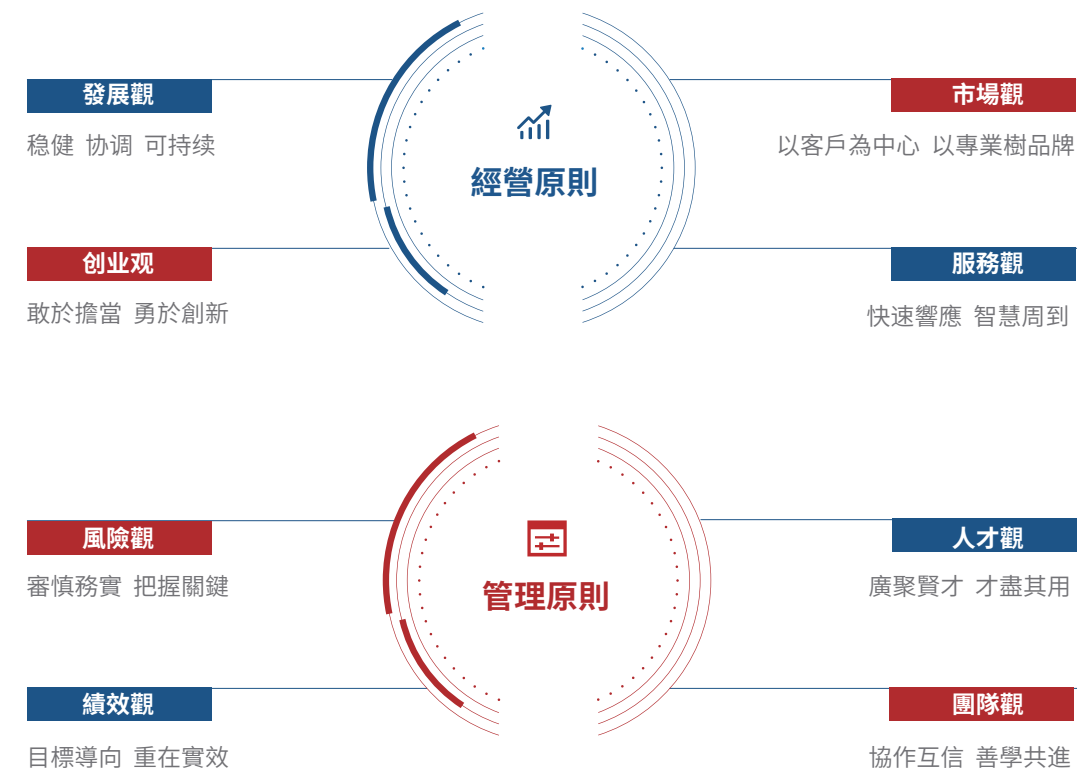 發展觀
稳健 协调 可持续
创业观
敢於擔當 勇於創新
經營原則
市場觀
以客戶為中心 以專業樹品牌
服務觀
快速響應 智慧周到
風險觀
審慎務實 把握關鍵
績效觀
目標導向 重在實效
管理原則
人才觀
廣聚賢才 才盡其用
團隊觀
協作互信 善學共進